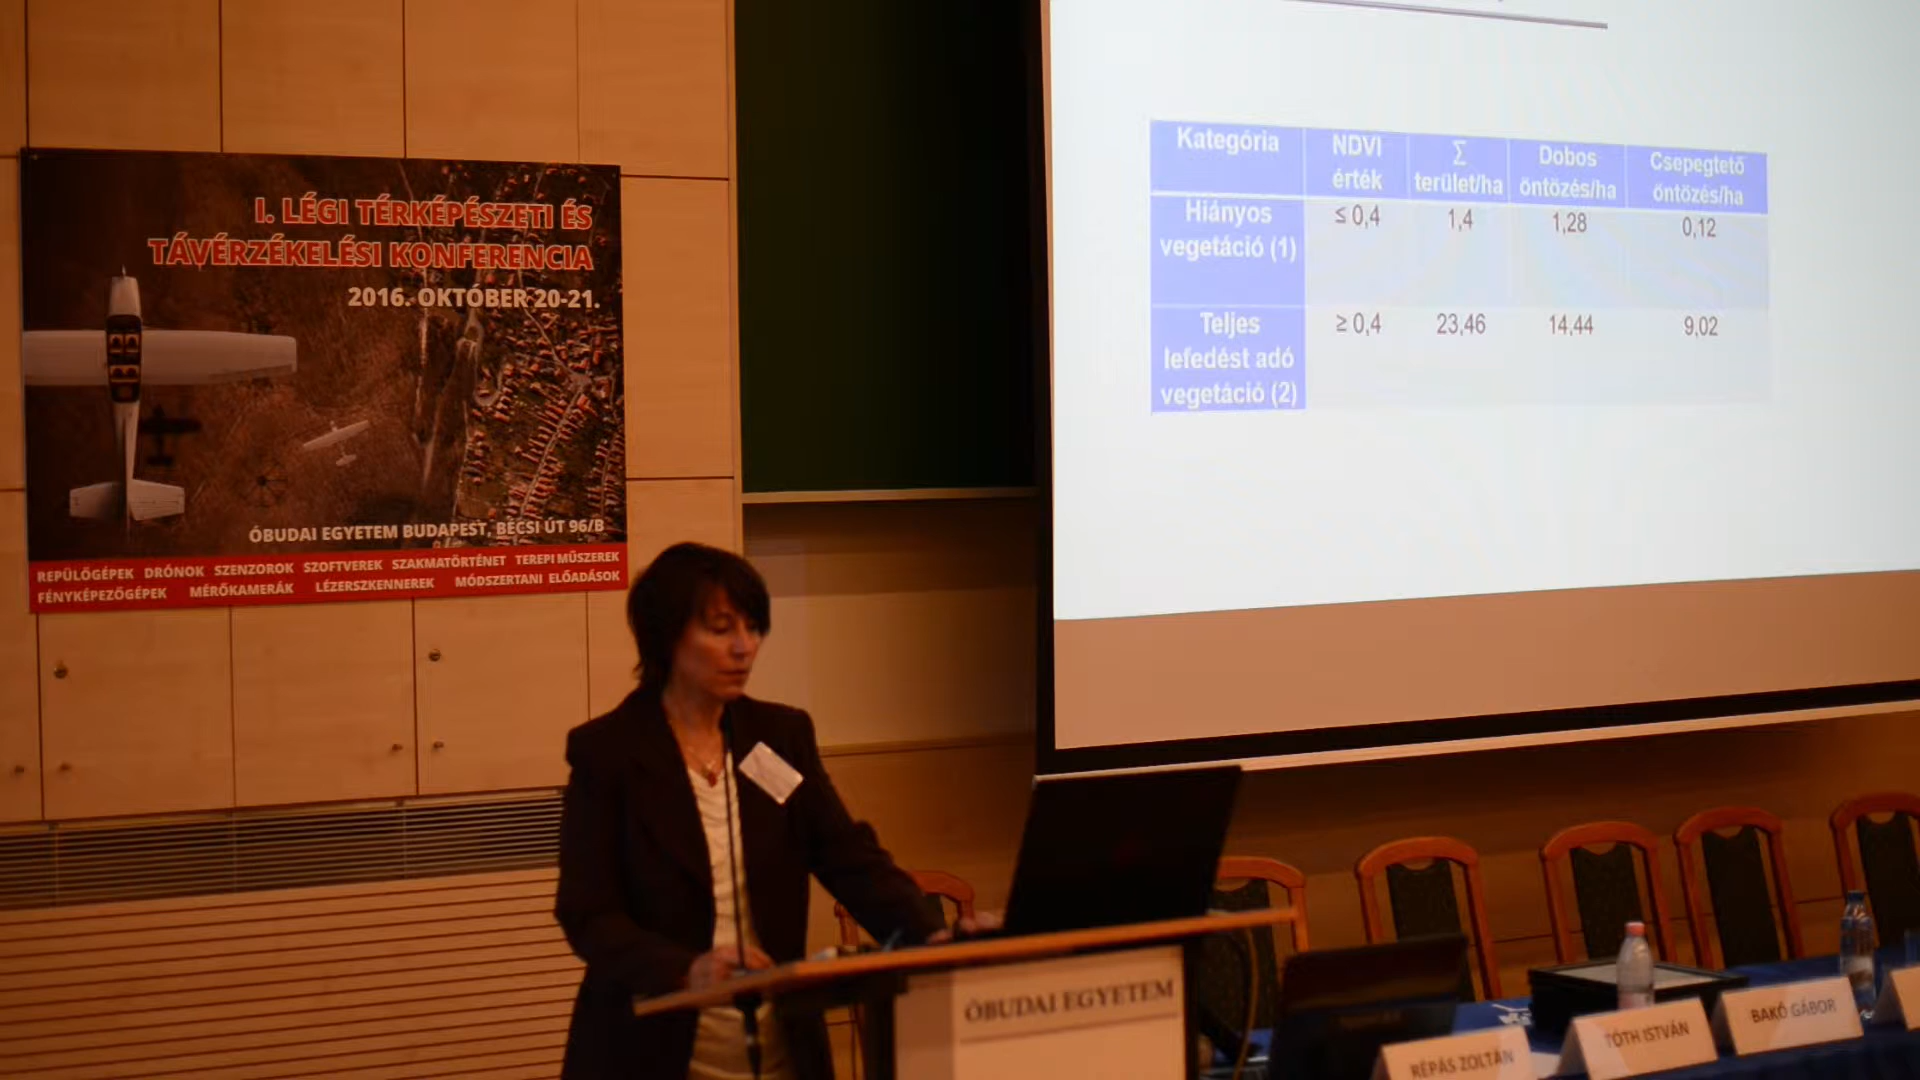 I. LÉGI TÉRKÉPÉSZETI ÉS
TÁVÉRZÉKELÉSI KONFERENCIA
2016. OKTÓBER 20-21.
ÓBUDAI EGYETEM BUDAPEST, BÉCSI ÚT 96/B
REPÜLŐGÉPEK DRÓNOK SZENZOROK SZOFTVEREK SZAKMATÖRTÉNET TEREPI MŰSZEREK
FÉNYKÉPEZŐGÉPEK MÉRŐKAMERÁK LÉZERSZKENNEREK MÓDSZERTANI ELŐADÁSOK
Kategória NDVI érték ∑ terület/ha Dobos öntözés/ha Csepegtető öntözés/ha
Hiányos vegetáció (1) ≤ 0,4 1,4 1,28 0,12
Teljes lefedést adó vegetáció (2) ≥ 0,4 23,46 14,44 9,02
ÓBUDAI EGYETEM
RÉPÁS ZOLTÁN
TÓTH ISTVÁN
BAKÓ GÁBOR